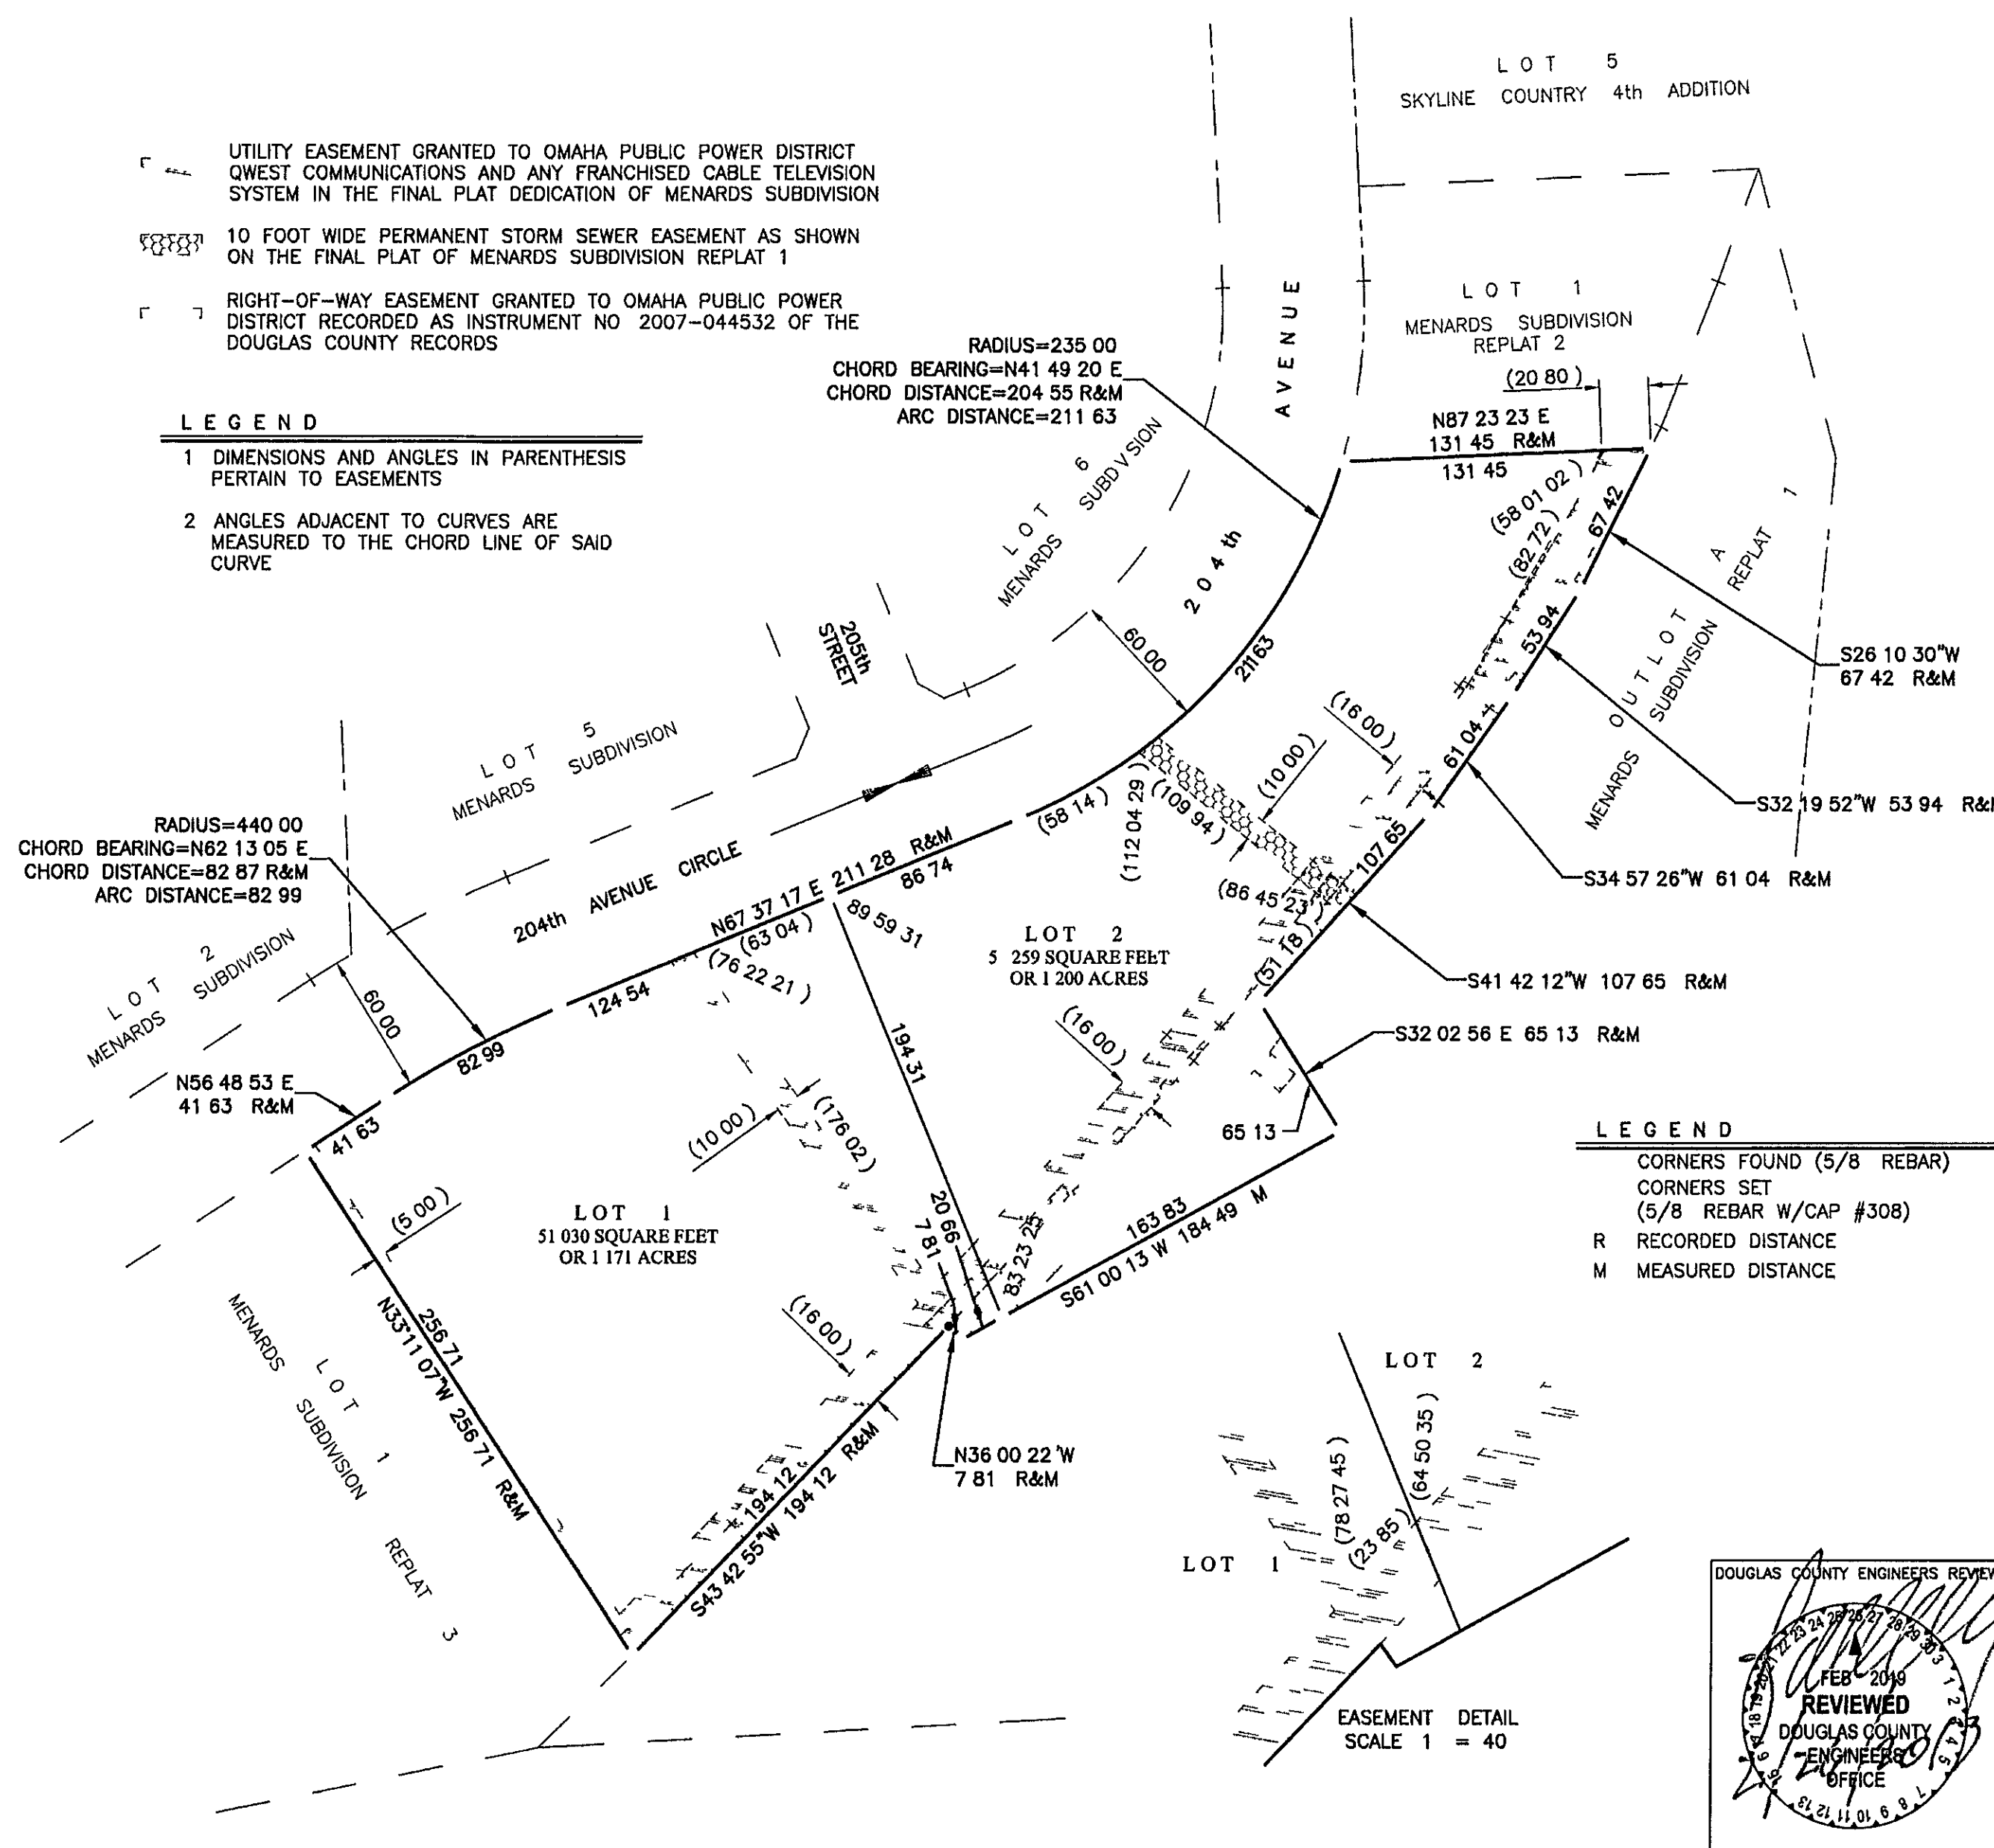 LOT 5
SKYLINE COUNTRY 4th ADDITION
UTILITY EASEMENT GRANTED TO OMAHA PUBLIC POWER DISTRICT
QWEST COMMUNICATIONS AND ANY FRANCHISED CABLE TELEVISION
SYSTEM IN THE FINAL PLAT DEDICATION OF MENARDS SUBDIVISION
10 FOOT WIDE PERMANENT STORM SEWER EASEMENT AS SHOWN
ON THE FINAL PLAT OF MENARDS SUBDIVISION REPLAT 1
RIGHT-OF-WAY EASEMENT GRANTED TO OMAHA PUBLIC POWER
DISTRICT RECORDED AS INSTRUMENT NO 2007-044532 OF THE
DOUGLAS COUNTY RECORDS
LEGEND
1 DIMENSIONS AND ANGLES IN PARENTHESIS
PERTAIN TO EASEMENTS
2 ANGLES ADJACENT TO CURVES ARE
MEASURED TO THE CHORD LINE OF SAID
CURVE
RADIUS=235 00
CHORD BEARING=N41 49 20 E
CHORD DISTANCE=204 55 R&M
ARC DISTANCE=211 63
LOT 1
MENARDS SUBDIVISION
REPLAT 2
(20 80)
N87 23 23 E
131 45 R&M
131 45
204th AVENUE
LOT 6
MENARDS SUBDVSION
205th
STREET
60 00
211 63
(58 01 02)
(82 72)
67 42
53 94
61 04
107 65
OUTLOT A
MENARDS SUBDIVISION REPLAT 1
S26 10 30"W
67 42 R&M
S32 19 52"W 53 94 R&
S34 57 26"W 61 04 R&M
S41 42 12"W 107 65 R&M
S32 02 56 E 65 13 R&M
65 13
LOT 5
MENARDS SUBDIVISION
204th AVENUE CIRCLE
RADIUS=440 00
CHORD BEARING=N62 13 05 E
CHORD DISTANCE=82 87 R&M
ARC DISTANCE=82 99
LOT 2
MENARDS SUBDIVISION
60 00
82 99
N56 48 53 E
41 63 R&M
41 63
124 54
N67 37 17 E 211 28 R&M
(63 04)
86 74
(76 22 21)
89 59 31
(58 14)
(112 04 29)
(109 94)
(10 00)
(16 00)
(86 45 23)
(51 18)
LOT 2
5 259 SQUARE FEET
OR 1 200 ACRES
(16 00)
194 31
(10 00)
(176 02)
20 66
7 81
83 23 25
163 83
S61 00 13 W 184 49 M
LOT 1
51 030 SQUARE FEET
OR 1 171 ACRES
(5 00)
256 71
N33°11 07"W 256 71 R&M
(16 00)
194 12
S43 42 55"W 194 12 R&M
N36 00 22'W
7 81 R&M
LOT 1
MENARDS SUBDIVISION REPLAT 3
LEGEND
CORNERS FOUND (5/8 REBAR)
CORNERS SET
(5/8 REBAR W/CAP #308)
R RECORDED DISTANCE
M MEASURED DISTANCE
LOT 2
(64 50 35)
(78 27 45)
(23 85)
LOT 1
EASEMENT DETAIL
SCALE 1 = 40
DOUGLAS COUNTY ENGINEERS REVIEW
FEB 2019
REVIEWED
DOUGLAS COUNTY
ENGINEERS
OFFICE